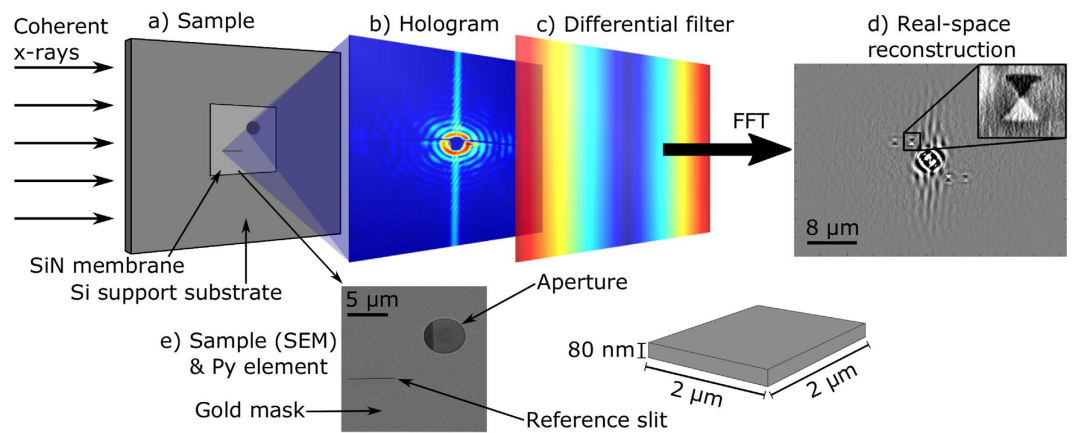 Coherent
x-rays
a) Sample
b) Hologram
c) Differential filter
d) Real-space
reconstruction
FFT
8 μm
SiN membrane
Si support substrate
5 μm
Aperture
e) Sample (SEM)
& Py element
Gold mask
Reference slit
80 nm
2 μm
2 μm